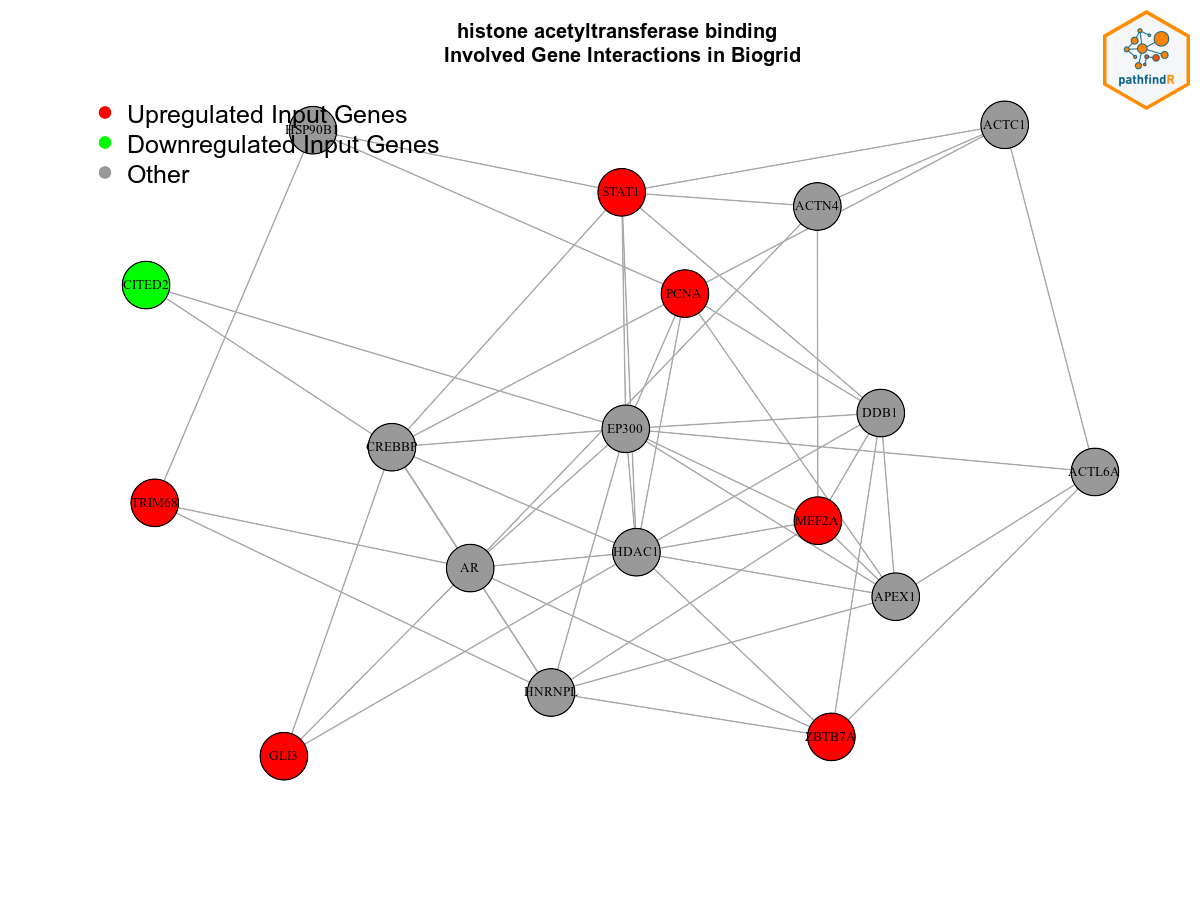 histone acetyltransferase binding
Involved Gene Interactions in Biogrid
pathfindR
Upregulated Input Genes
Downregulated Input Genes
Other
HSP90B1
ACTC1
STAT1
ACTN4
CITED2
PCNA
DDB1
EP300
CREBBP
ACTL6A
TRIM68
MEF2A
HDAC1
AR
APEX1
HNRNPL
ZBTB7A
GLI3